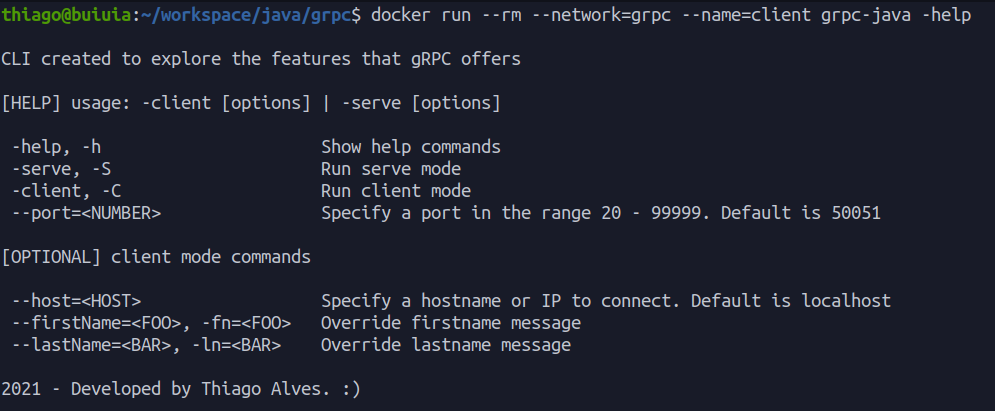 thiago@buiuia:~/workspace/java/grpc$ docker run --rm --network=grpc --name=client grpc-java -help
CLI created to explore the features that gRPC offers
[HELP] usage: -client [options] | -serve [options]
-help, -h Show help commands
-serve, -S Run serve mode
-client, -C Run client mode
--port=<NUMBER> Specify a port in the range 20 - 99999. Default is 50051
[OPTIONAL] client mode commands
--host=<HOST> Specify a hostname or IP to connect. Default is localhost
--firstName=<FOO>, -fn=<FOO> Override firstname message
--lastName=<BAR>, -ln=<BAR> Override lastname message
2021 - Developed by Thiago Alves. :)